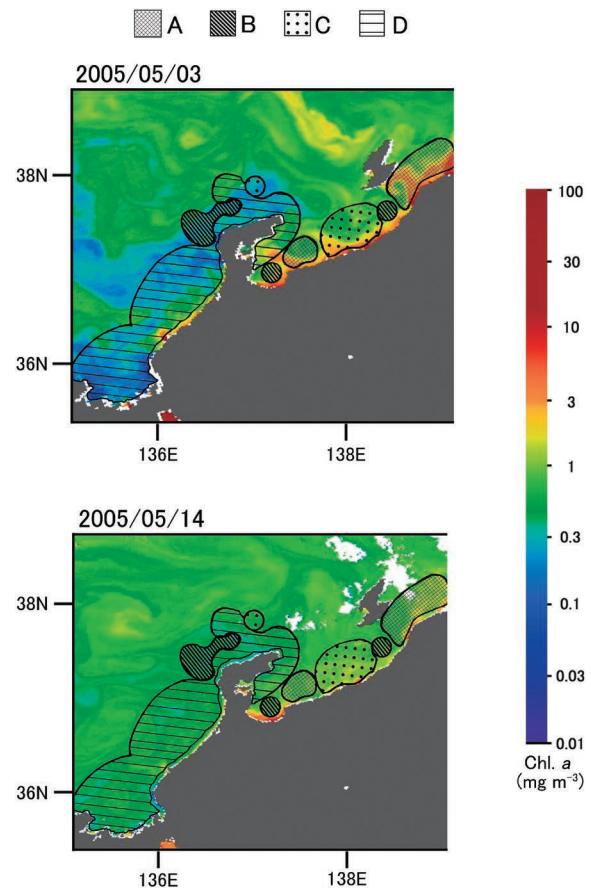 A B C D
2005/05/03
38N
36N
136E 138E
100
30
10
3
1
0.3
0.1
0.03
0.01
Chl. a
(mg m⁻³)
2005/05/14
38N
36N
136E 138E